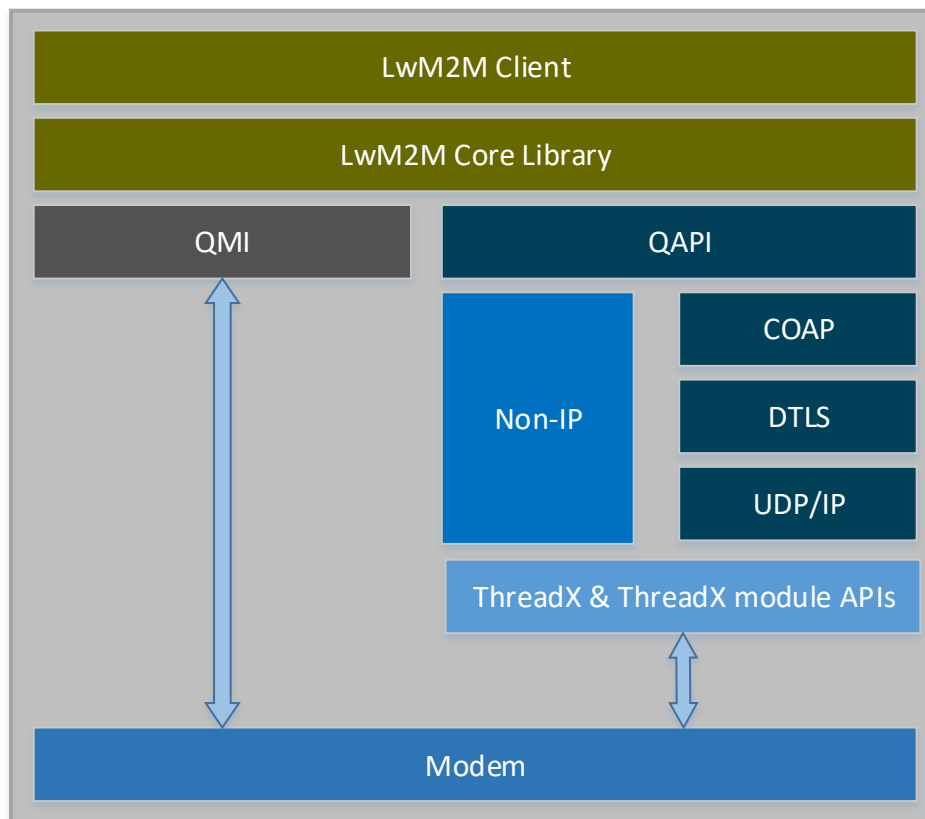 LwM2M Client
LwM2M Core Library
QMI
QAPI
Non-IP
COAP
DTLS
UDP/IP
ThreadX & ThreadX module APIs
Modem